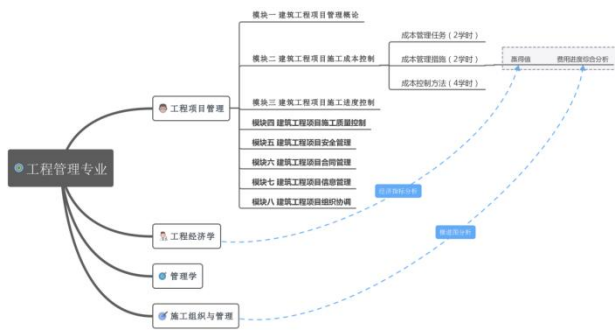 模块一 建筑工程项目管理概论
成本管理任务（2学时）
模块二 建筑工程项目施工成本控制
成本管理措施（2学时）
赢得值
费用进度综合分析
成本控制方法（4学时）
模块三 建筑工程项目施工进度控制
工程项目管理
模块四 建筑工程项目施工质量控制
模块五 建筑工程项目安全管理
模块六 建筑工程项目合同管理
模块七 建筑工程项目信息管理
模块八 建筑工程项目组织协调
工程管理专业
经济指标分析
工程经济学
管理学
施工组织与管理